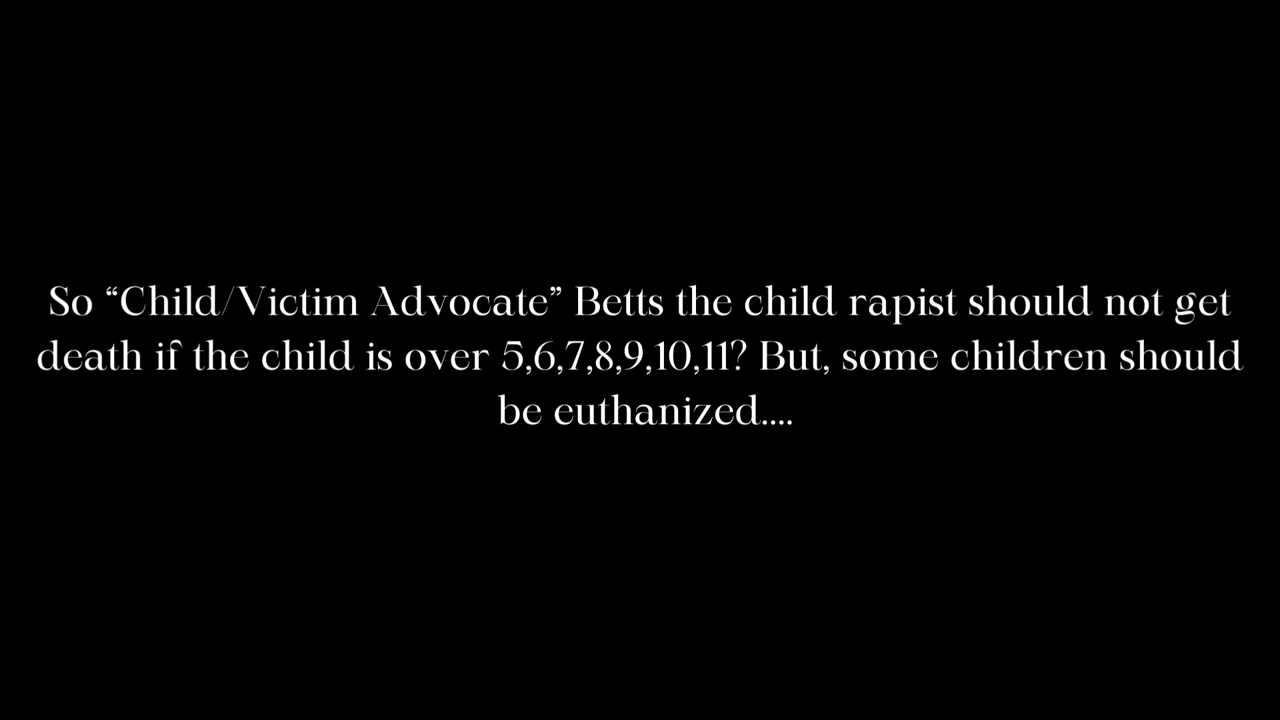 So “Child/Victim Advocate” Betts the child rapist should not get
death if the child is over 5,6,7,8,9,10,11? But, some children should
be euthanized....